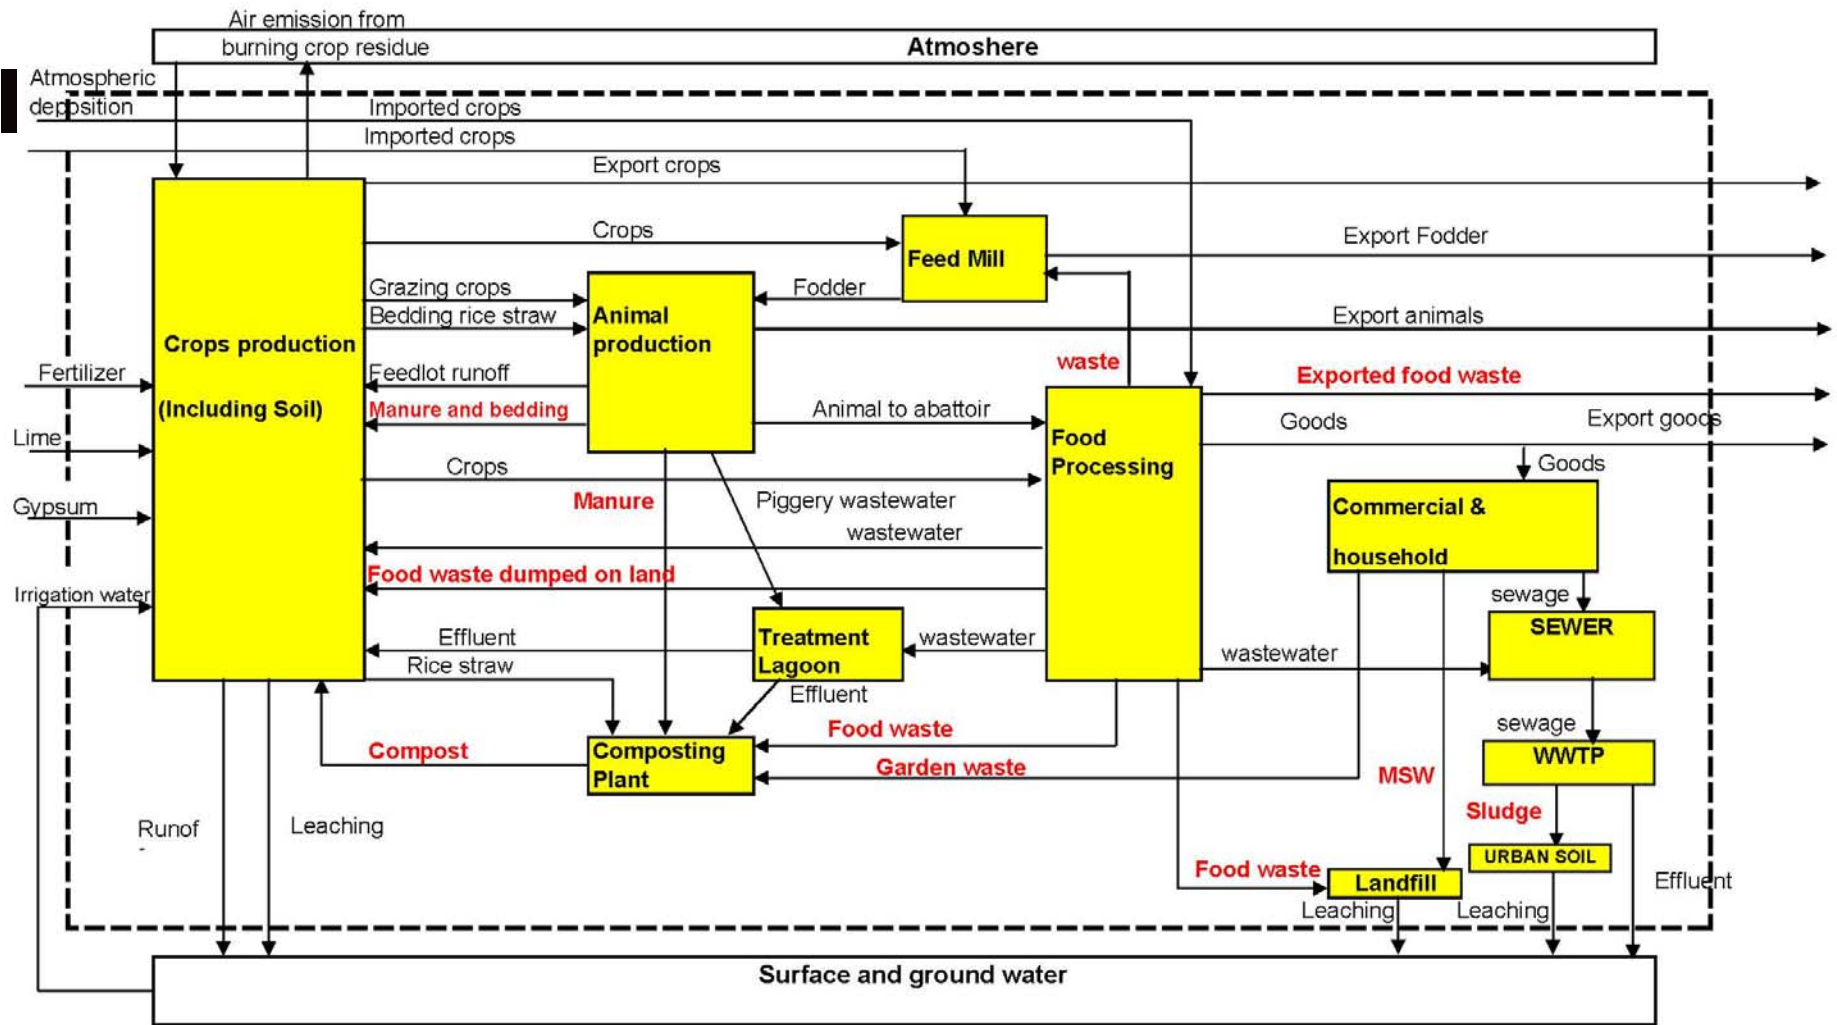 Air emission from
burning crop residue
Atmoshere
Atmospheric
deposition
Imported crops
Imported crops
Export crops
Crops
Feed Mill
Export Fodder
Grazing crops
Fodder
Bedding rice straw
Animal
production
Export animals
Crops production
(Including Soil)
Fertilizer
Feedlot runoff
waste
Exported food waste
Manure and bedding
Animal to abattoir
Goods
Export goods
Lime
Food
Processing
Crops
Goods
Gypsum
Manure
Piggery wastewater
Commercial &
household
wastewater
Food waste dumped on land
Irrigation water
sewage
Effluent
Treatment
Lagoon
wastewater
SEWER
Rice straw
wastewater
Effluent
Food waste
sewage
Compost
Composting
Plant
Garden waste
MSW
WWTP
Sludge
Runof
Leaching
URBAN SOIL
Food waste
Landfill
Effluent
Leaching
Leaching
Surface and ground water